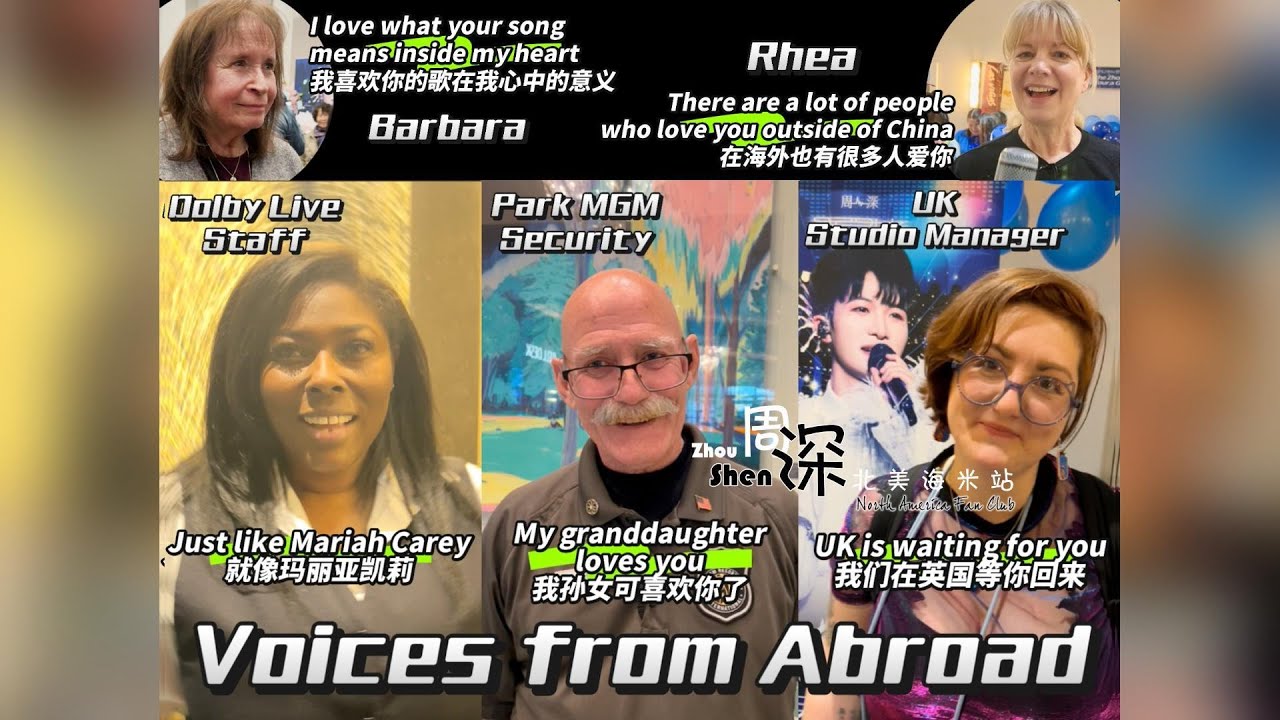 I love what your song
means inside my heart
我喜欢你的歌在我心中的意义
Barbara
Rhea
There are a lot of people
who love you outside of China
在海外也有很多人爱你
Dolby Live
Staff
Park MGM
Security
UK
Studio Manager
周深
Zhou 周
Shen 深
北美海米站
North America Fan Club
Just like Mariah Carey
就像玛丽亚凯莉
My granddaughter
loves you
我孙女可喜欢你了
UK is waiting for you
我们在英国等你回来
Voices from Abroad